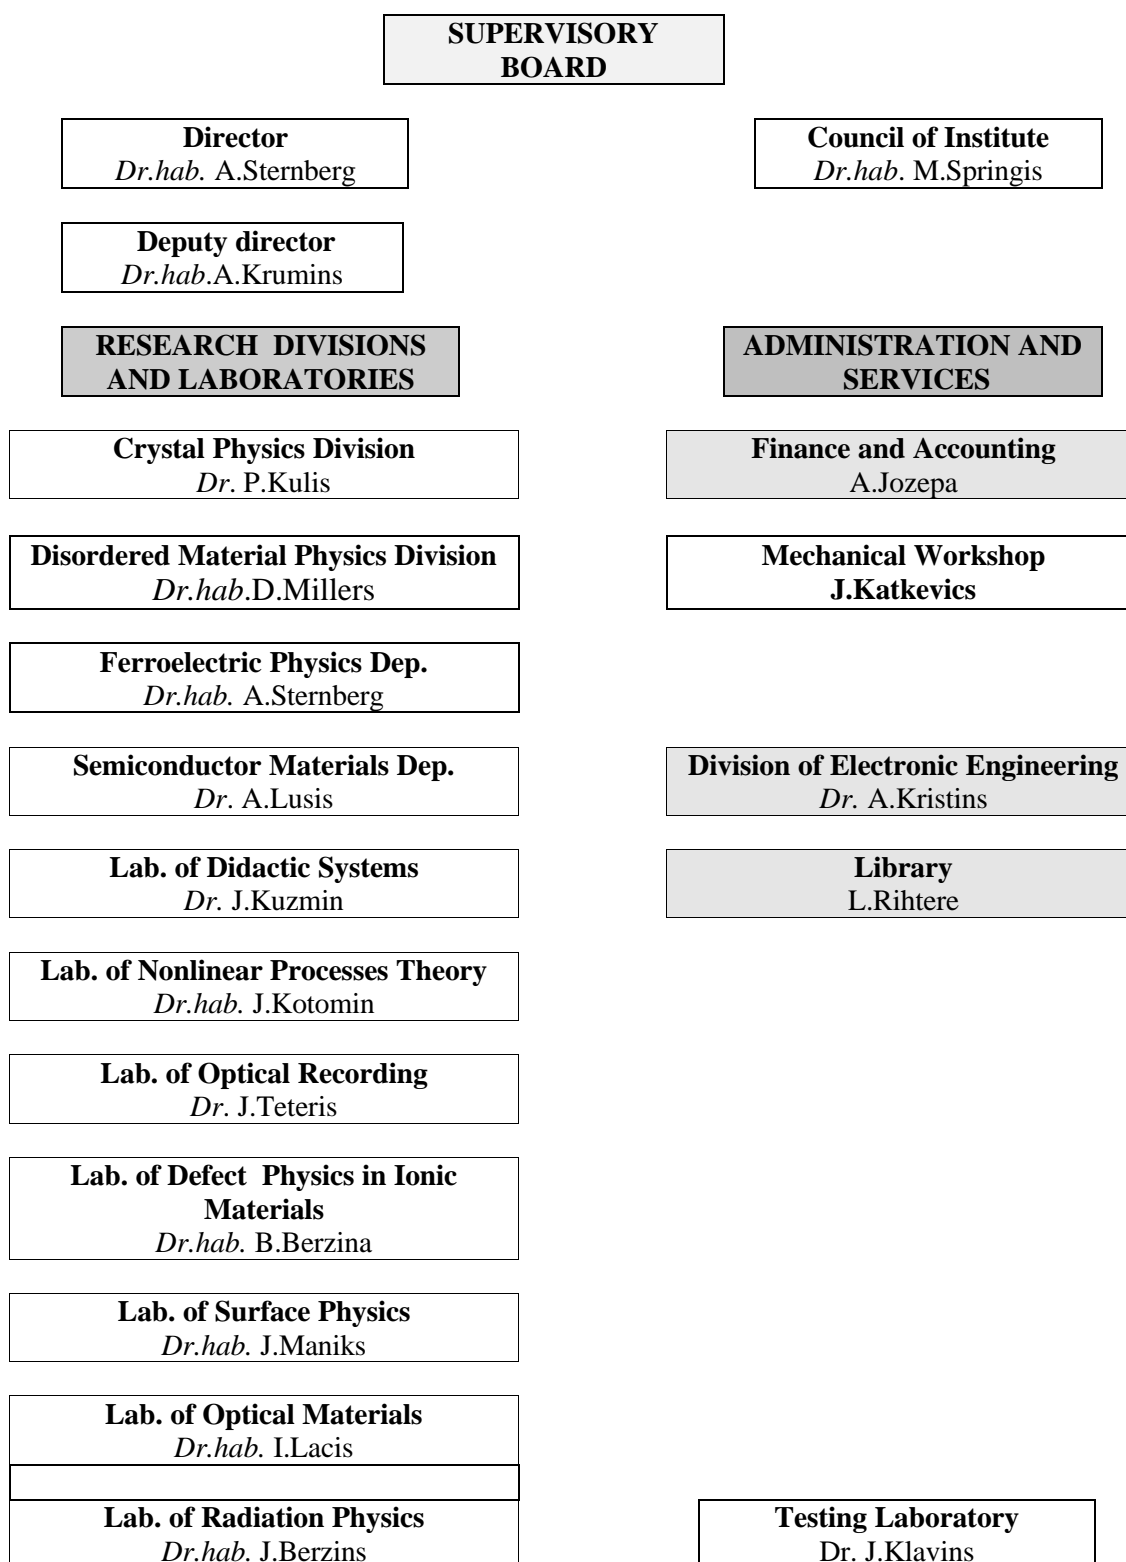 SUPERVISORY
BOARD
Director
Dr.hab. A.Sternberg
Council of Institute
Dr.hab. M.Springis
Deputy director
Dr.hab.A.Krumins
RESEARCH DIVISIONS
AND LABORATORIES
ADMINISTRATION AND
SERVICES
Crystal Physics Division
Dr. P.Kulis
Finance and Accounting
A.Jozepa
Disordered Material Physics Division
Dr.hab.D.Millers
Mechanical Workshop
J.Katkevics
Ferroelectric Physics Dep.
Dr.hab. A.Sternberg
Semiconductor Materials Dep.
Dr. A.Lusis
Division of Electronic Engineering
Dr. A.Kristins
Lab. of Didactic Systems
Dr. J.Kuzmin
Library
L.Rihtere
Lab. of Nonlinear Processes Theory
Dr.hab. J.Kotomin
Lab. of Optical Recording
Dr. J.Teteris
Lab. of Defect Physics in Ionic
Materials
Dr.hab. B.Berzina
Lab. of Surface Physics
Dr.hab. J.Maniks
Lab. of Optical Materials
Dr.hab. I.Lacis
Lab. of Radiation Physics
Dr.hab. J.Berzins
Testing Laboratory
Dr. J.Klavins